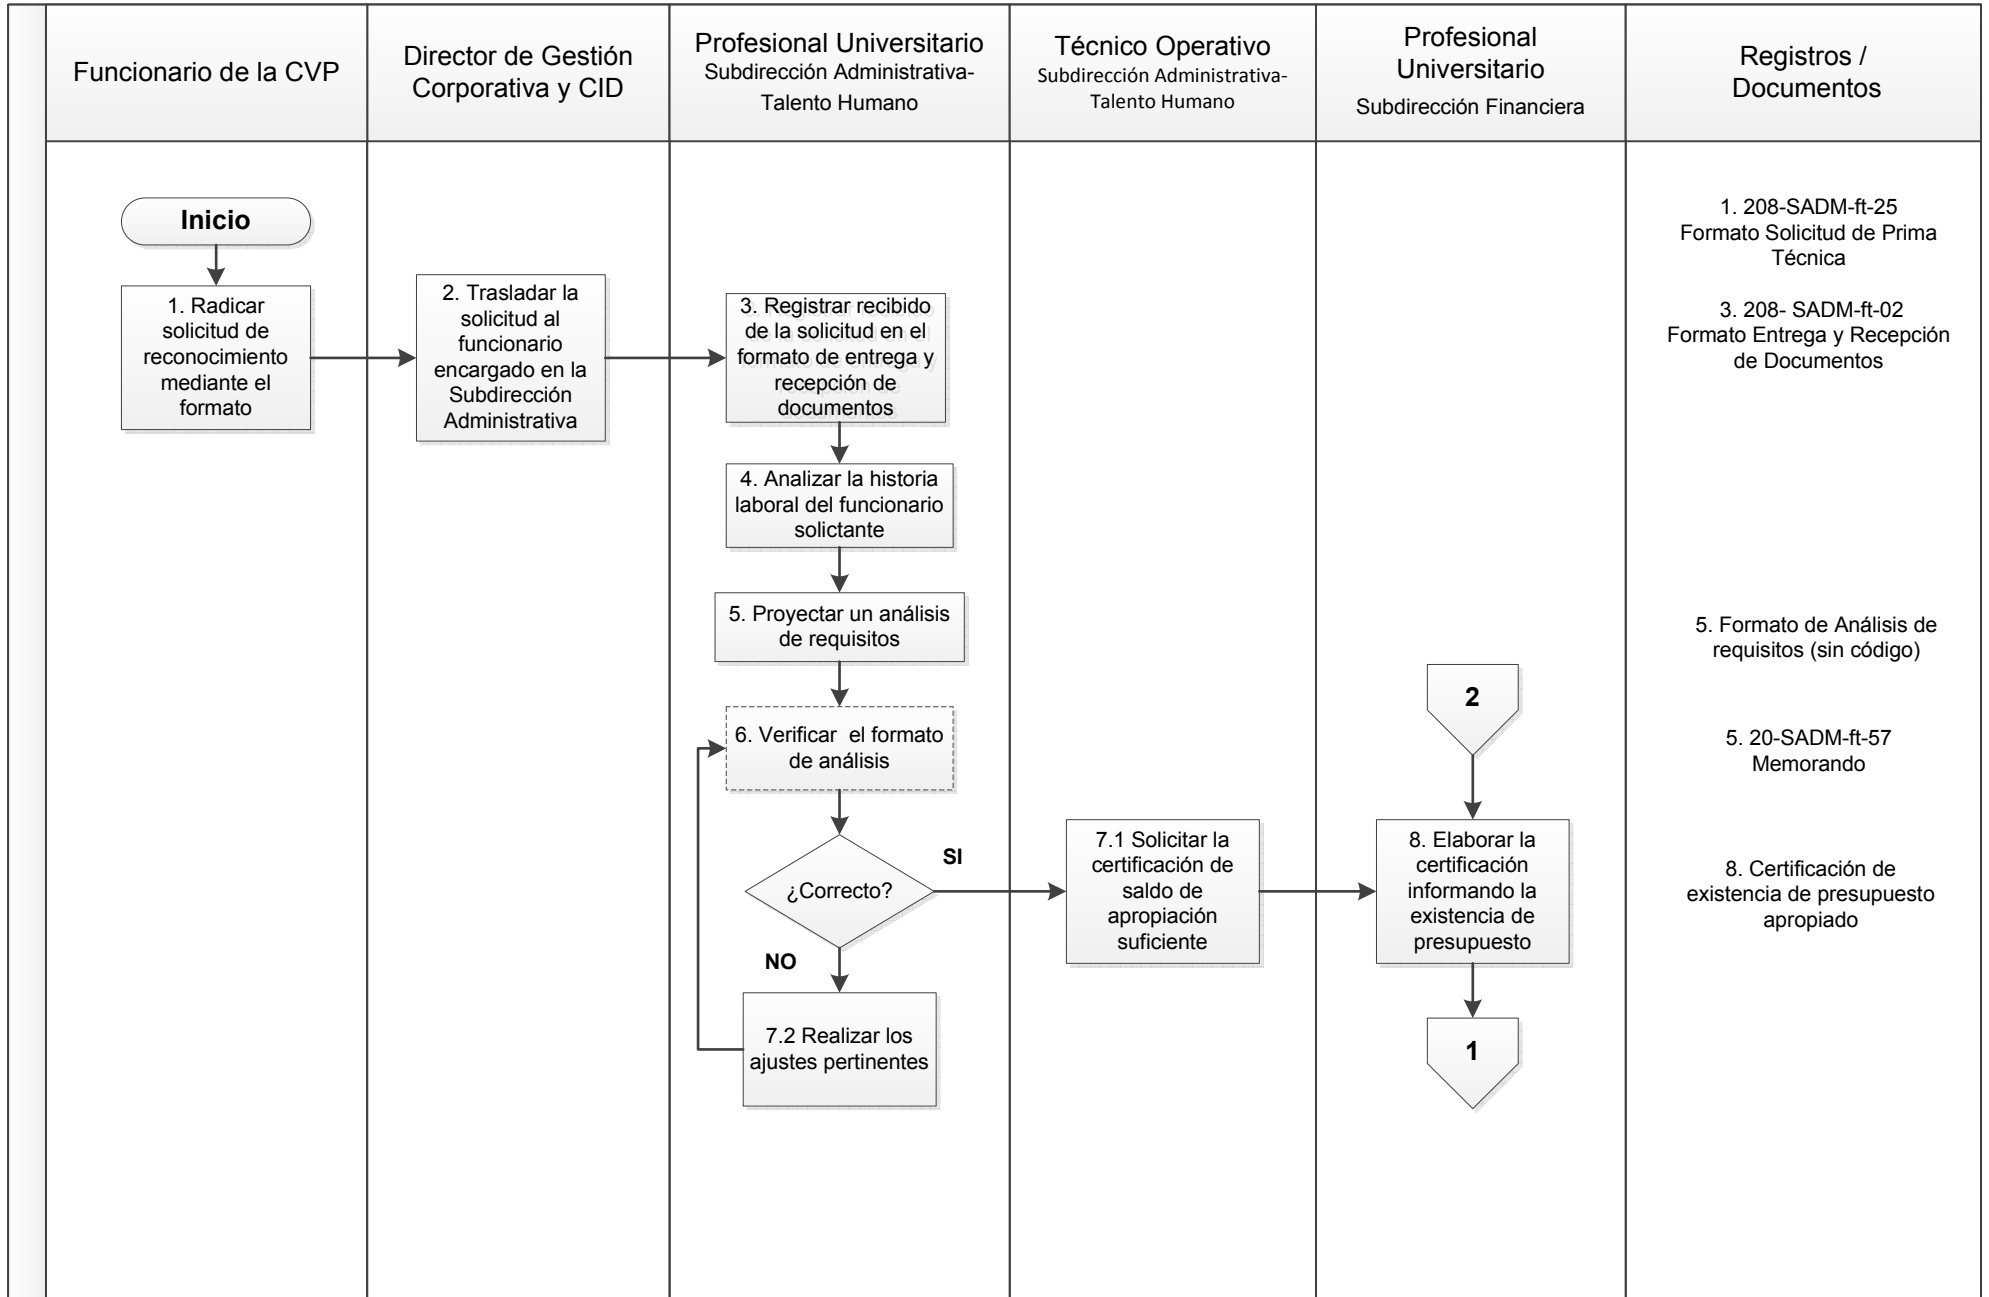 Funcionario de la CVP
Director de Gestión
Corporativa y CID
Profesional Universitario
Subdirección Administrativa-
Talento Humano
Técnico Operativo
Subdirección Administrativa-
Talento Humano
Profesional
Universitario
Subdirección Financiera
Registros /
Documentos
Inicio
1. Radicar
solicitud de
reconocimiento
mediante el
formato
2. Trasladar la
solicitud al
funcionario
encargado en la
Subdirección
Administrativa
3. Registrar recibido
de la solicitud en el
formato de entrega y
recepción de
documentos
4. Analizar la historia
laboral del funcionario
solictante
5. Proyectar un análisis
de requisitos
6. Verificar  el formato
de análisis
¿Correcto?
SI
NO
7.2 Realizar los
ajustes pertinentes
7.1 Solicitar la
certificación de
saldo de
apropiación
suficiente
2
8. Elaborar la
certificación
informando la
existencia de
presupuesto
1
1. 208-SADM-ft-25
Formato Solicitud de Prima
Técnica
3. 208- SADM-ft-02
Formato Entrega y Recepción
de Documentos
5. Formato de Análisis de
requisitos (sin código)
5. 20-SADM-ft-57
Memorando
8. Certificación de
existencia de presupuesto
apropiado